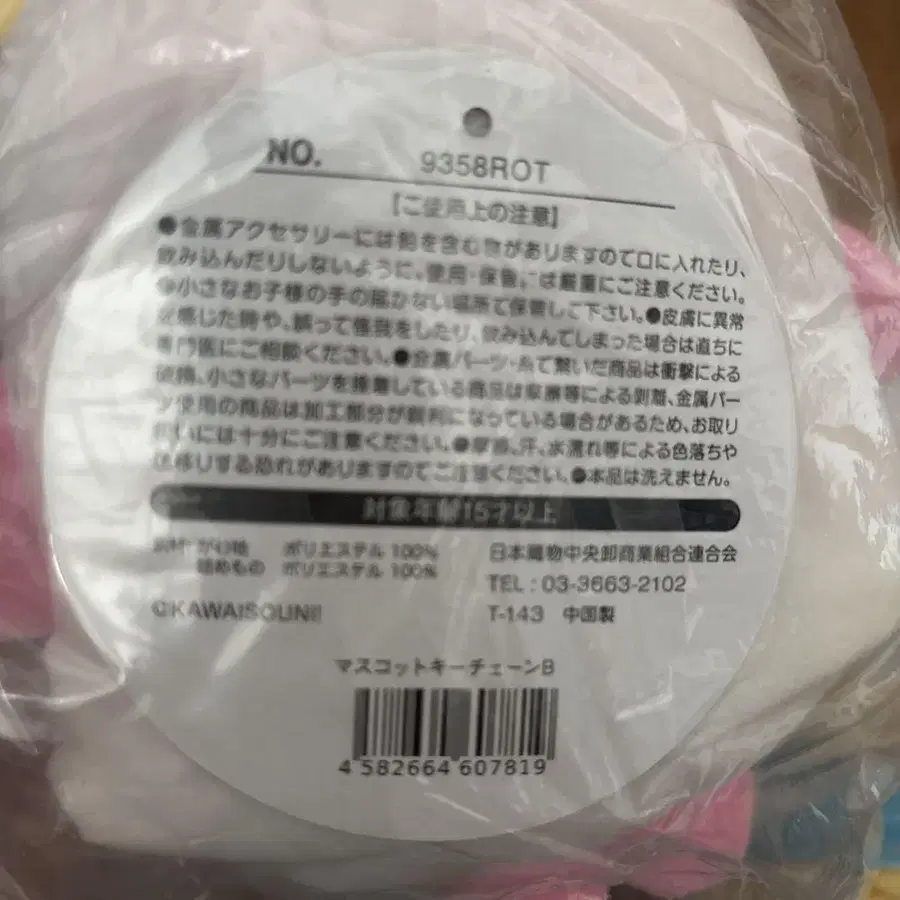 NO. 9358ROT
【ご使用上の注意】
●金属アクセサリーには鉛を含む物がありますので口に入れたり、
飲み込んだりしないように、使用・保管には厳重にご注意ください。
●小さなお子様の手の届かない場所で保管して下さい。●皮膚に異常
を感じた時や、誤って怪我をしたり、飲み込んでしまった場合は直ちに
専門医にご相談ください。●金属パーツ・糸で繋いだ商品は衝撃による
破損、小さなパーツを接着している商品は摩擦等による剥離、金属パー
ツ使用の商品は加工部分が鋭利になっている場合があるため、お取り
扱いには十分にご注意ください。●摩擦、汗、水濡れ等による色落ちや
色移りする恐れがありますのでご注意ください。●本品は洗えません。
対象年齢15才以上
ポリエステル 100% 日本織物中央卸商業組合連合会
詰めもの ポリエステル 100% TEL : 03-3663-2102
©KAWAISOUNI!! T-143 中国製
マスコットキーチェーンB
4 582664 607819